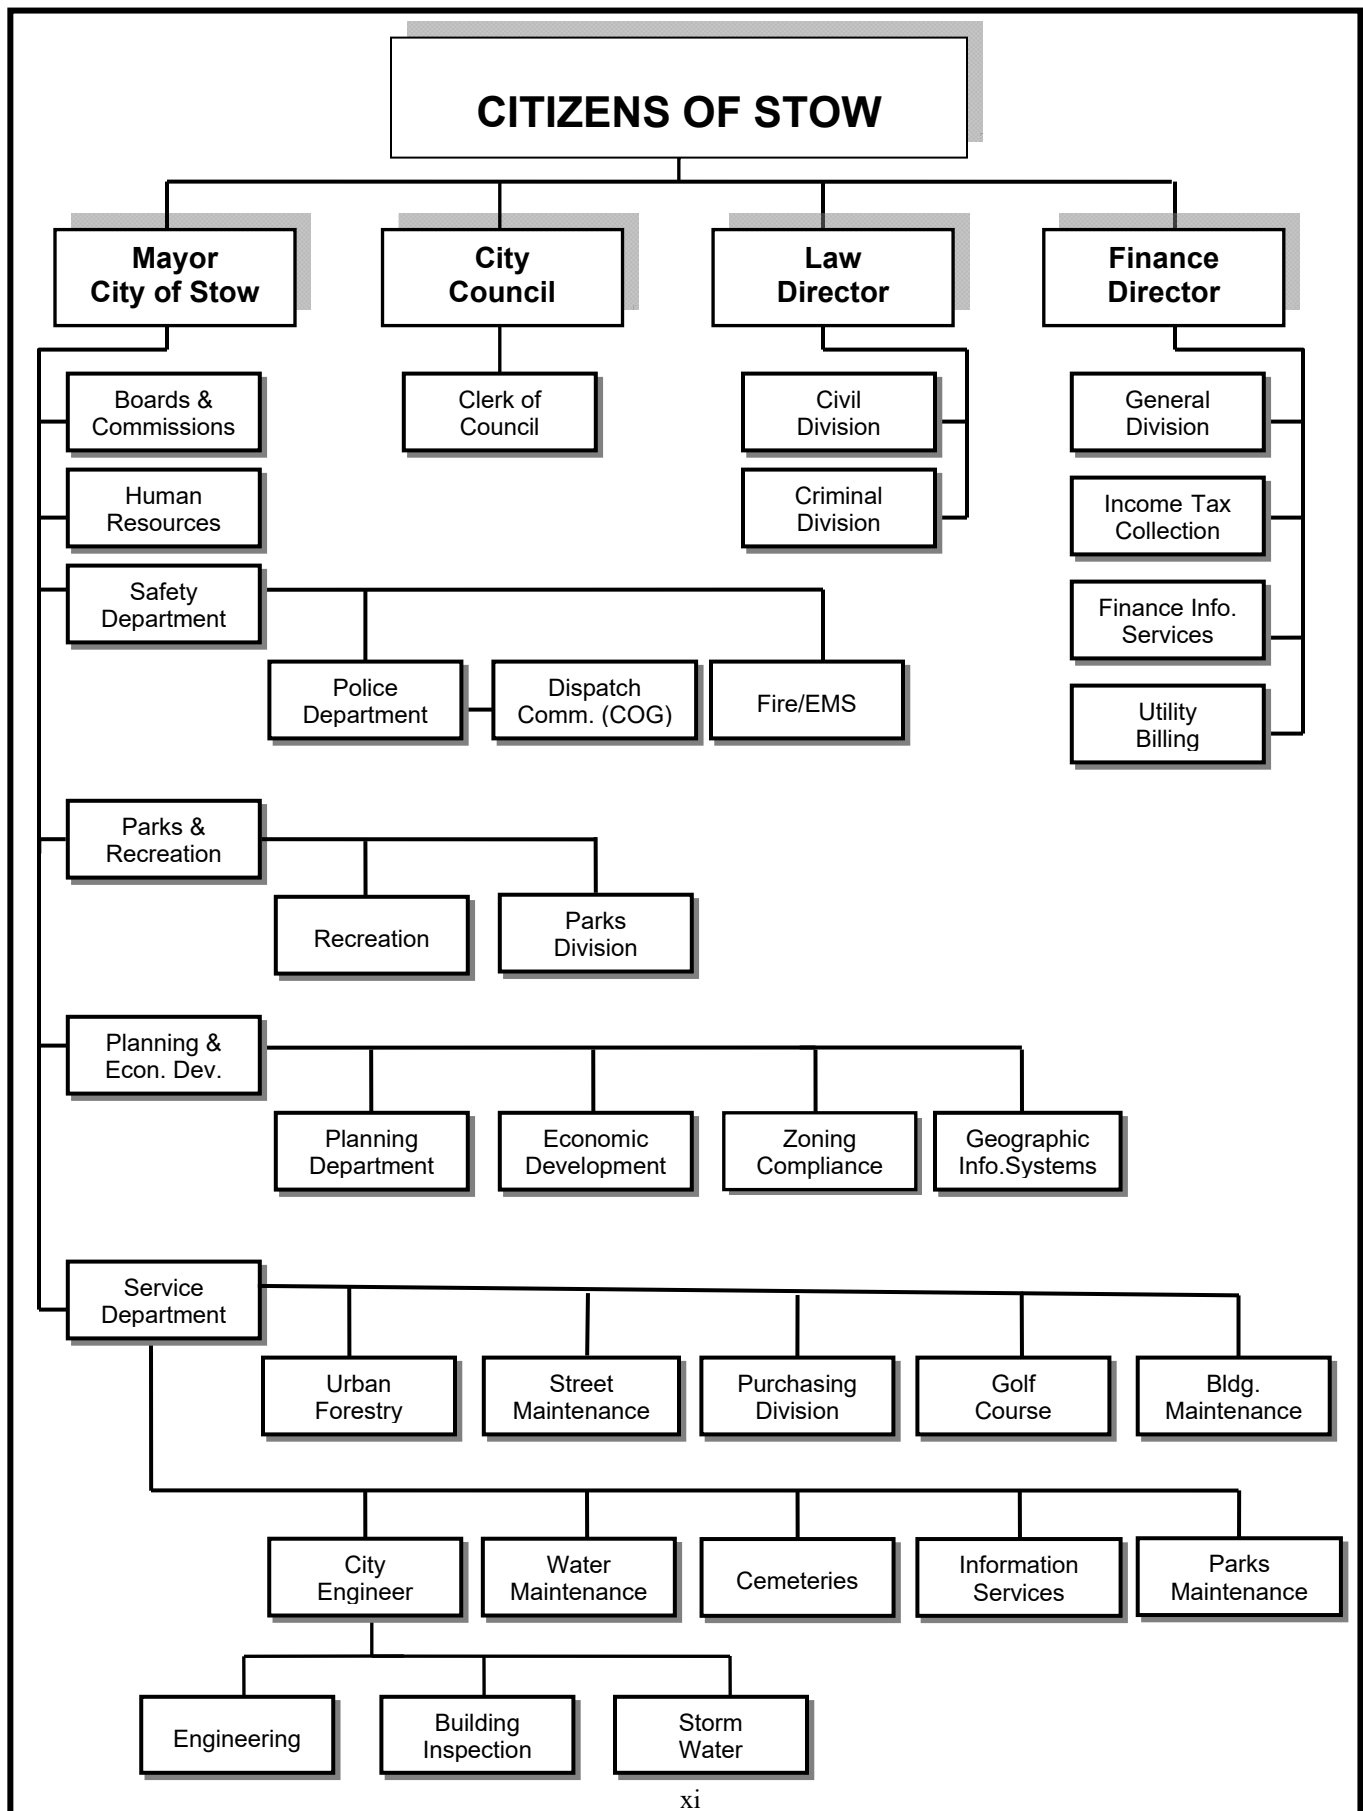 CITIZENS OF STOW
Mayor
City of Stow
City
Council
Law
Director
Finance
Director
Boards &
Commissions
Clerk of
Council
Civil
Division
General
Division
Human
Resources
Criminal
Division
Income Tax
Collection
Safety
Department
Finance Info.
Services
Police
Department
Dispatch
Comm. (COG)
Fire/EMS
Utility
Billing
Parks &
Recreation
Recreation
Parks
Division
Planning &
Econ. Dev.
Planning
Department
Economic
Development
Zoning
Compliance
Geographic
Info.Systems
Service
Department
Urban
Forestry
Street
Maintenance
Purchasing
Division
Golf
Course
Bldg.
Maintenance
City
Engineer
Water
Maintenance
Cemeteries
Information
Services
Parks
Maintenance
Engineering
Building
Inspection
Storm
Water
xi